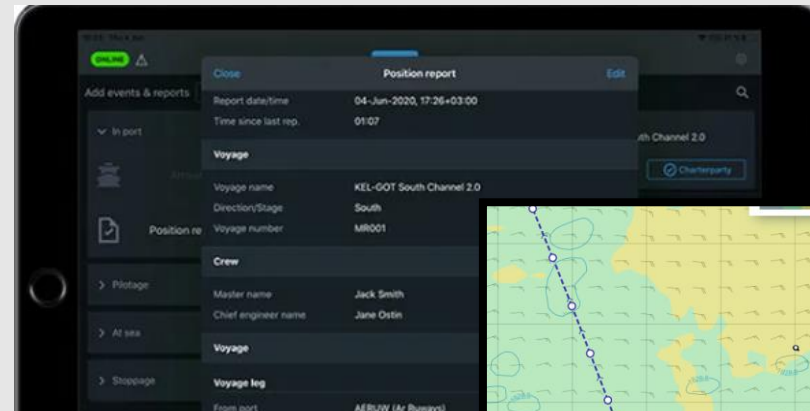 ONLINE
Close Position report Edit
Add events & reports
Report date/time 04-Jun-2020, 17:26+03:00
Time since last rep. 01:07
In port
Channel 2.0
Voyage
Charterparty
Voyage name KEL-GOT South Channel 2.0
Direction/Stage South
Position re
Voyage number MR001
Crew
Pilotage
Master name Jack Smith
Chief engineer name Jane Ostin
At sea
Voyage
Stoppage
Voyage leg
From port AERUW (Ar Ruways)